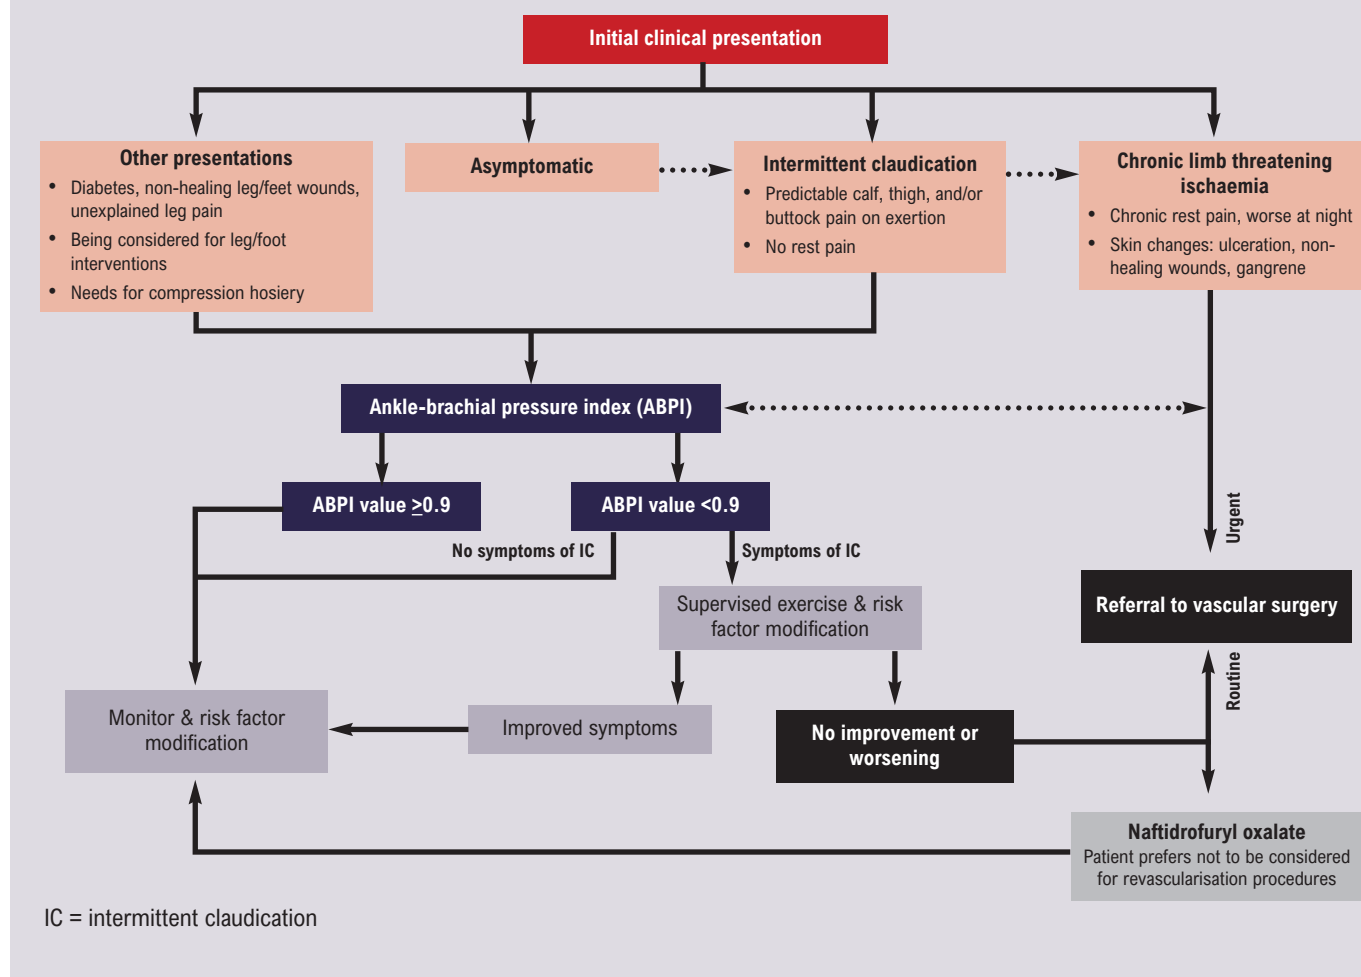 Initial clinical presentation
Other presentations
• Diabetes, non-healing leg/feet wounds,
unexplained leg pain
• Being considered for leg/foot
interventions
• Needs for compression hosiery
Asymptomatic
Intermittent claudication
• Predictable calf, thigh, and/or
buttock pain on exertion
• No rest pain
Chronic limb threatening
ischaemia
• Chronic rest pain, worse at night
• Skin changes: ulceration, non-
healing wounds, gangrene
Ankle-brachial pressure index (ABPI)
ABPI value ≥0.9
ABPI value <0.9
Urgent
No symptoms of IC
Symptoms of IC
Supervised exercise & risk
factor modification
Referral to vascular surgery
Routine
Monitor & risk factor
modification
Improved symptoms
No improvement or
worsening
Naftidrofuryl oxalate
Patient prefers not to be considered
for revascularisation procedures
IC = intermittent claudication